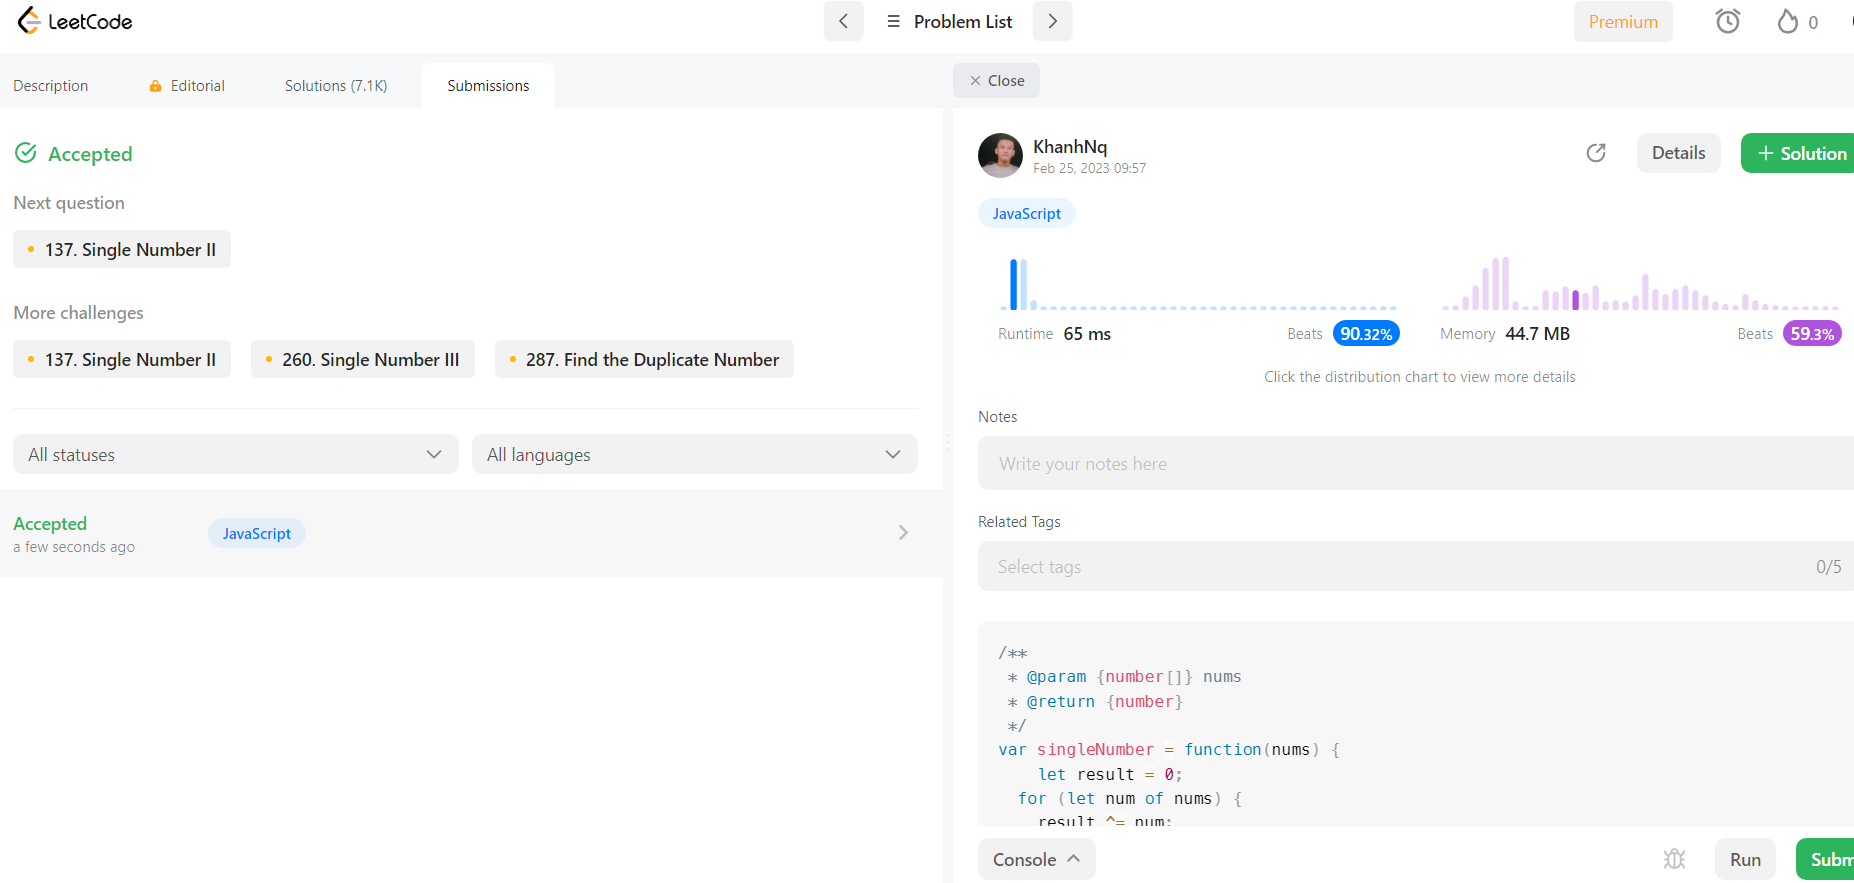 LeetCode
Problem List
Premium
0
Description
Editorial
Solutions (7.1K)
Submissions
Accepted
Next question
137. Single Number II
More challenges
137. Single Number II
260. Single Number III
287. Find the Duplicate Number
All statuses
All languages
Accepted
a few seconds ago
JavaScript
Close
KhanhNq
Feb 25, 2023 09:57
Details
+ Solution
JavaScript
Runtime 65 ms
Beats 90.32%
Memory 44.7 MB
Beats 59.3%
Click the distribution chart to view more details
Notes
Write your notes here
Related Tags
Select tags
0/5
/**
 * @param {number[]} nums
 * @return {number}
 */
var singleNumber = function(nums) {
    let result = 0;
  for (let num of nums) {
    result ^= num;
Console
Run
Subm